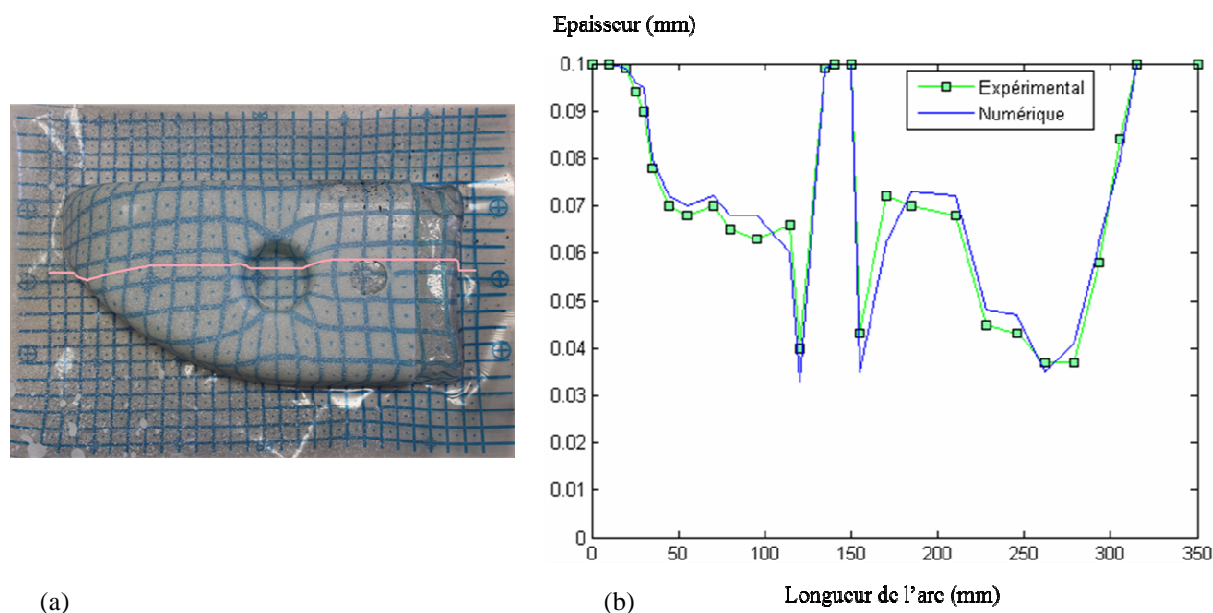 Epaisseur (mm)
0.1
0.09
0.08
0.07
0.06
0.05
0.04
0.03
0.02
0.01
0
Expérimental
Numérique
0 50 100 150 200 250 300 350
(a)
(b)
Longueur de l'arc (mm)